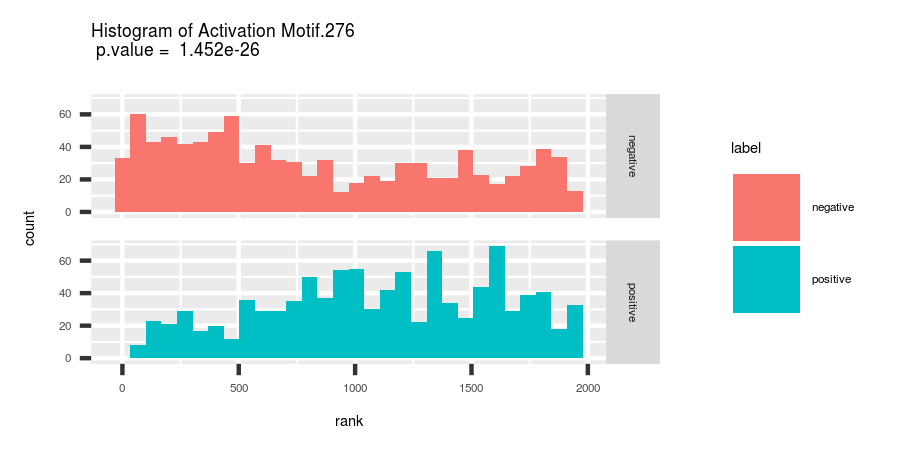 Histogram of Activation Motif.276
p.value = 1.452e-26
count
60
40
20
0
negative
60
40
20
0
positive
0
500
1000
1500
2000
rank
label
negative
positive